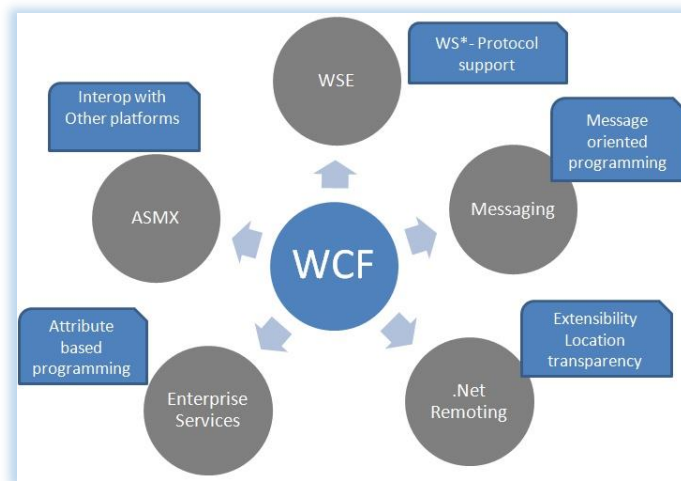 WSE
WS*- Protocol
support
Interop with
Other platforms
ASMX
Message
oriented
programming
Messaging
WCF
Attribute
based
programming
Enterprise
Services
Extensibility
Location
transparency
.Net
Remoting